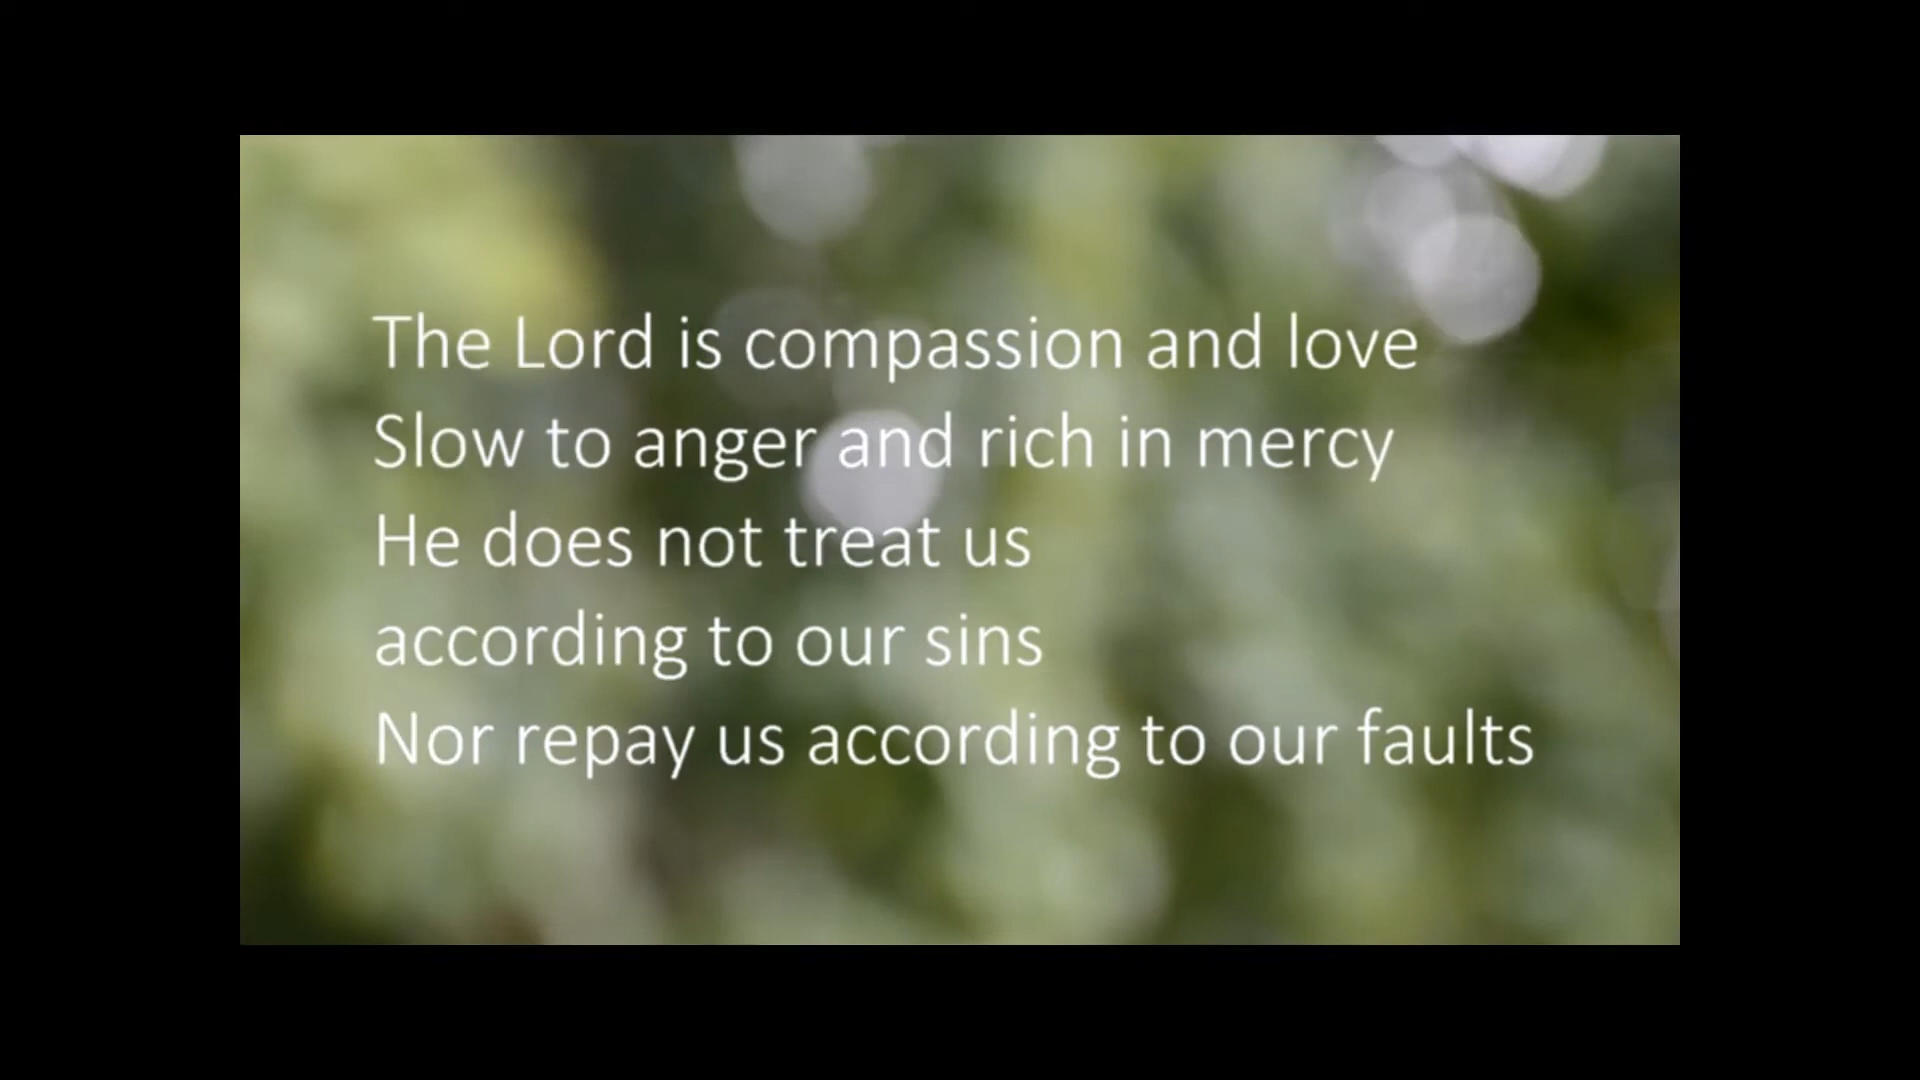 The Lord is compassion and love
Slow to anger and rich in mercy
He does not treat us
according to our sins
Nor repay us according to our faults